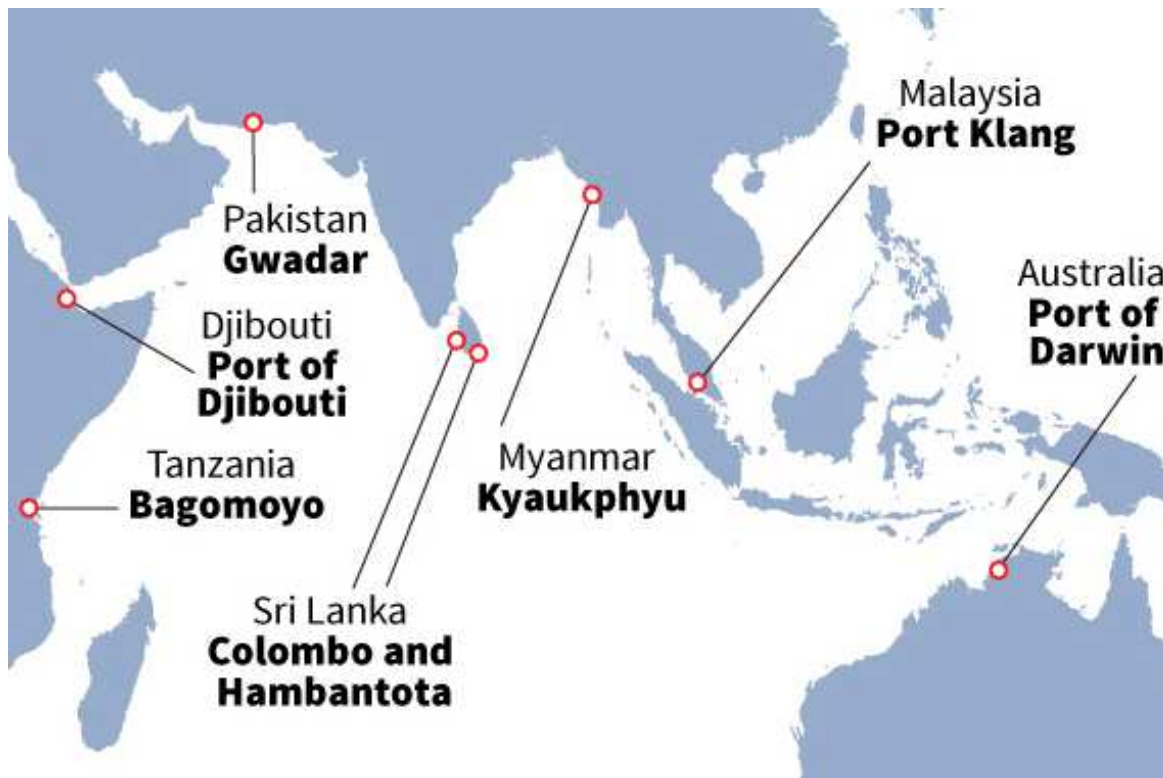 Malaysia
Port Klang
Pakistan
Gwadar
Australia
Port of
Darwin
Djibouti
Port of
Djibouti
Tanzania
Bagomoyo
Myanmar
Kyaukphyu
Sri Lanka
Colombo and
Hambantota